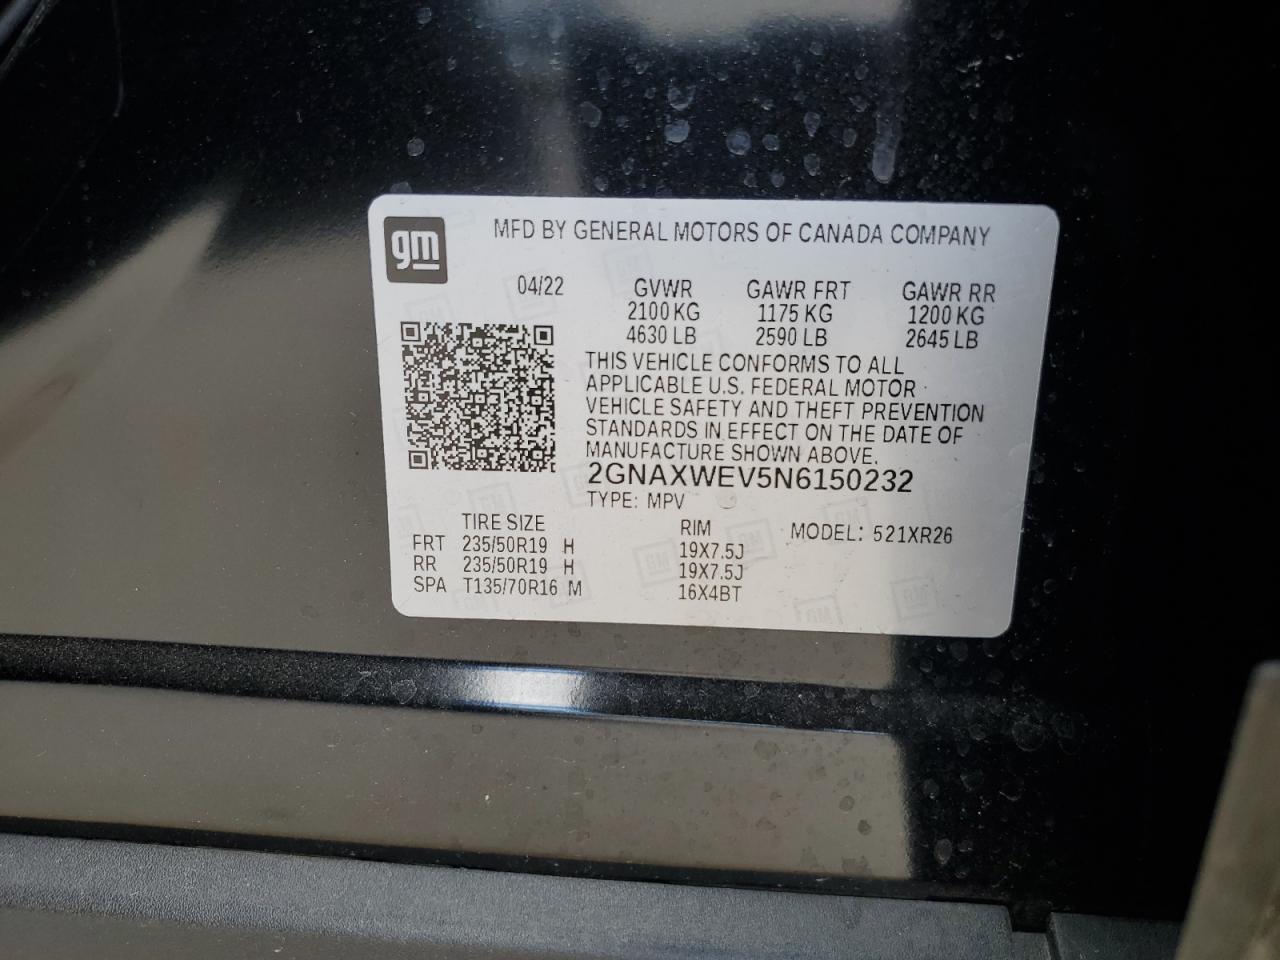 gm
MFD BY GENERAL MOTORS OF CANADA COMPANY
04/22 GVWR GAWR FRT GAWR RR
2100 KG 1175 KG 1200 KG
4630 LB 2590 LB 2645 LB
THIS VEHICLE CONFORMS TO ALL
APPLICABLE U.S. FEDERAL MOTOR
VEHICLE SAFETY AND THEFT PREVENTION
STANDARDS IN EFFECT ON THE DATE OF
MANUFACTURE SHOWN ABOVE.
2GNAXWEV5N6150232
TYPE: MPV
TIRE SIZE RIM MODEL: 521XR26
FRT 235/50R19 H 19X7.5J
RR 235/50R19 H 19X7.5J
SPA T135/70R16 M 16X4BT